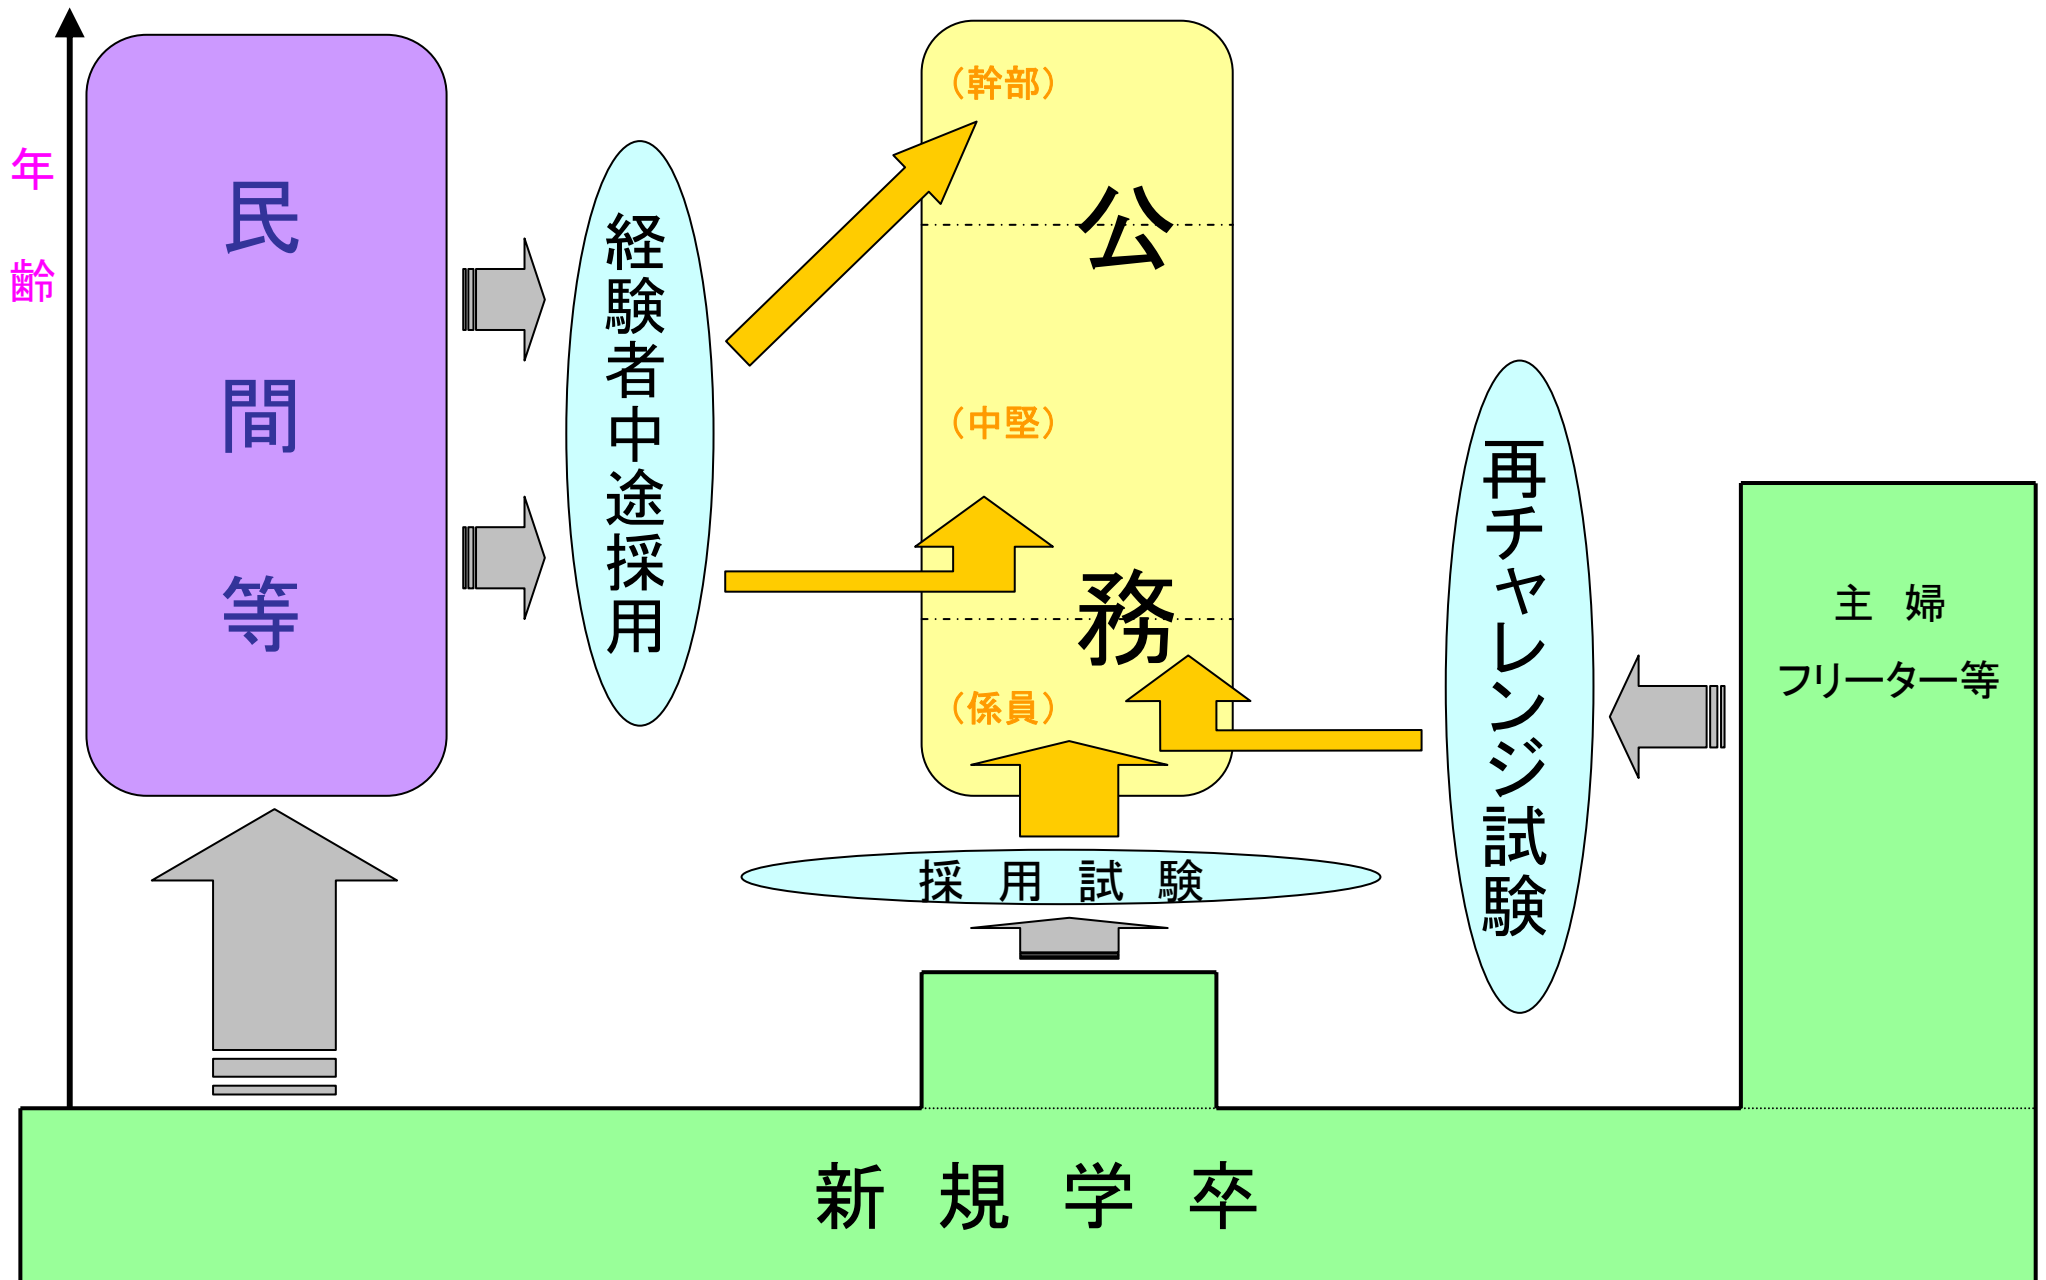 年齢
民間等
経験者中途採用
(幹部)
(中堅)
(係員)
公務
再チャレンジ試験
主 婦
フリーター等
採 用 試 験
新 規 学 卒